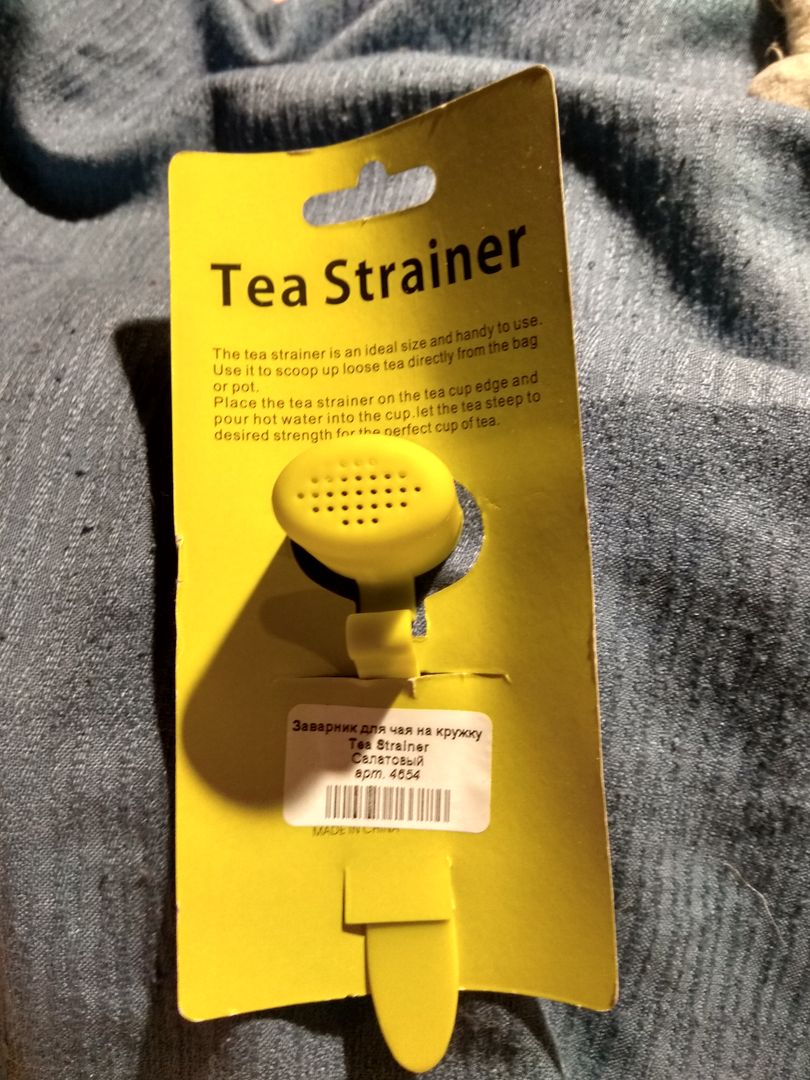 Tea Strainer
The tea strainer is an ideal size and handy to use.
Use it to scoop up loose tea directly from the bag
or pot.
Place the tea strainer on the tea cup edge and
pour hot water into the cup.let the tea steep to
desired strength for the perfect cup of tea.
Заварник для чая на кружку
Tea Strainer
Салатовый
арт. 4654
MADE IN CHINA